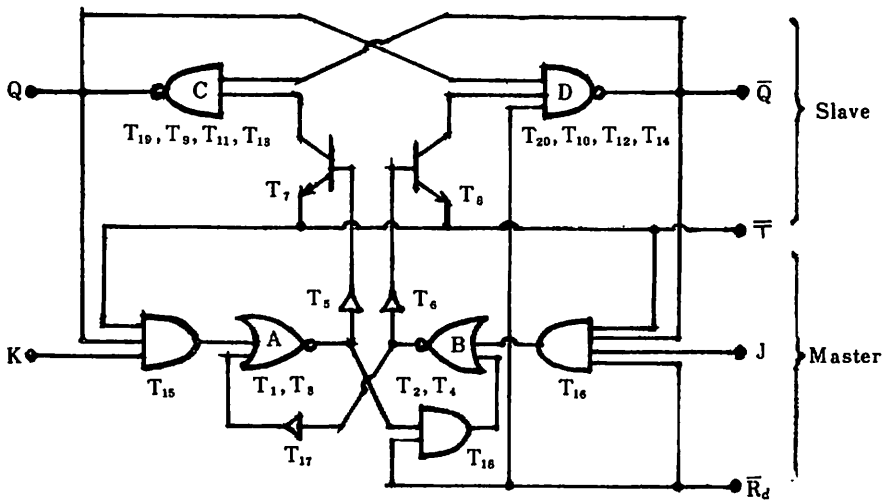 Q
C
D
Q̄
T₁₉, T₉, T₁₁, T₁₃
T₂₀, T₁₀, T₁₂, T₁₄
Slave
T₇
T₈
T̄
T₅
T₆
A
B
K
J
T₁₅
T₁, T₃
T₂, T₄
T₁₆
Master
T₁₇
T₁₈
R̄d